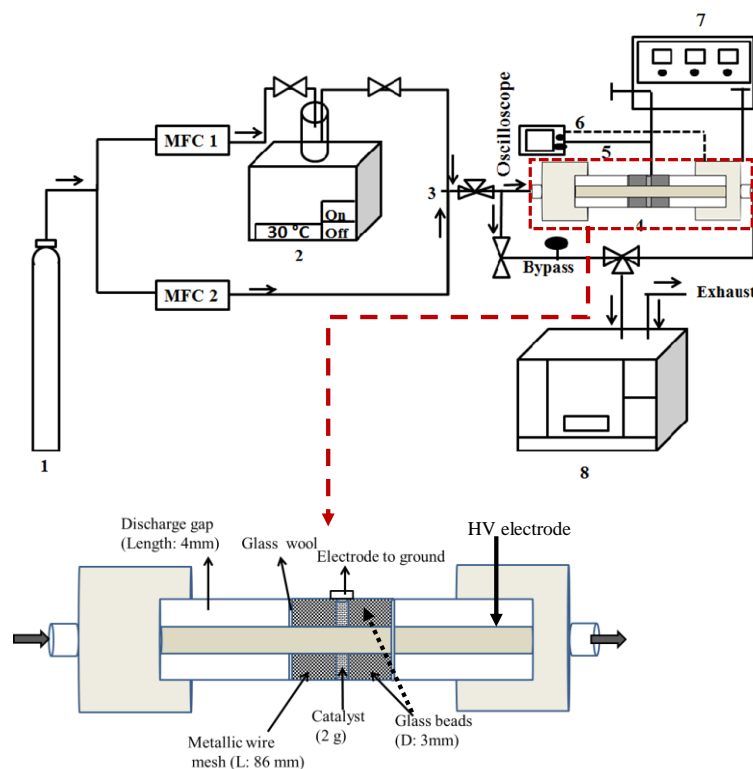 7
Oscilloscope
6
5
MFC 1
3
4
On
30 °C
Off
2
Bypass
MFC 2
Exhaust
1
8
Discharge gap
(Length: 4mm)
Glass wool
Electrode to ground
HV electrode
Metallic wire
mesh (L: 86 mm)
Catalyst
(2 g)
Glass beads
(D: 3mm)